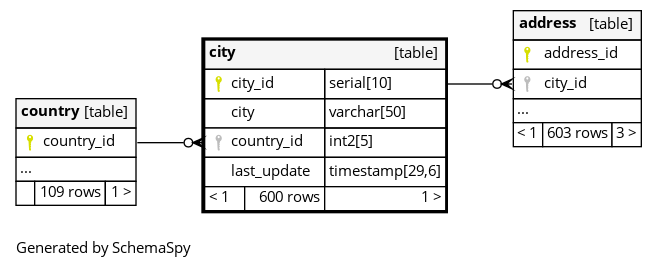 country [table]
country_id
...
109 rows 1 >
city [table]
city_id serial[10]
city varchar[50]
country_id int2[5]
last_update timestamp[29,6]
< 1 600 rows 1 >
address [table]
address_id
city_id
...
< 1 603 rows 3 >
Generated by SchemaSpy